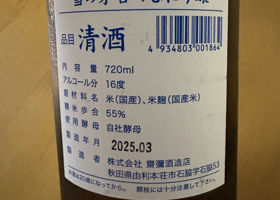 品目 清酒
4934803001864
内容量 720ml
アルコール分 16度
原材料名 米(国産)、米麹(国産米)
精米歩合 55%
使用酵母 自社酵母
製造年月 2025.03
製造者 株式会社 齋彌酒造店
秋田県由利本荘市石脇字石脇53
飲酒は20歳になってから。 開栓には十分注意して下さい。